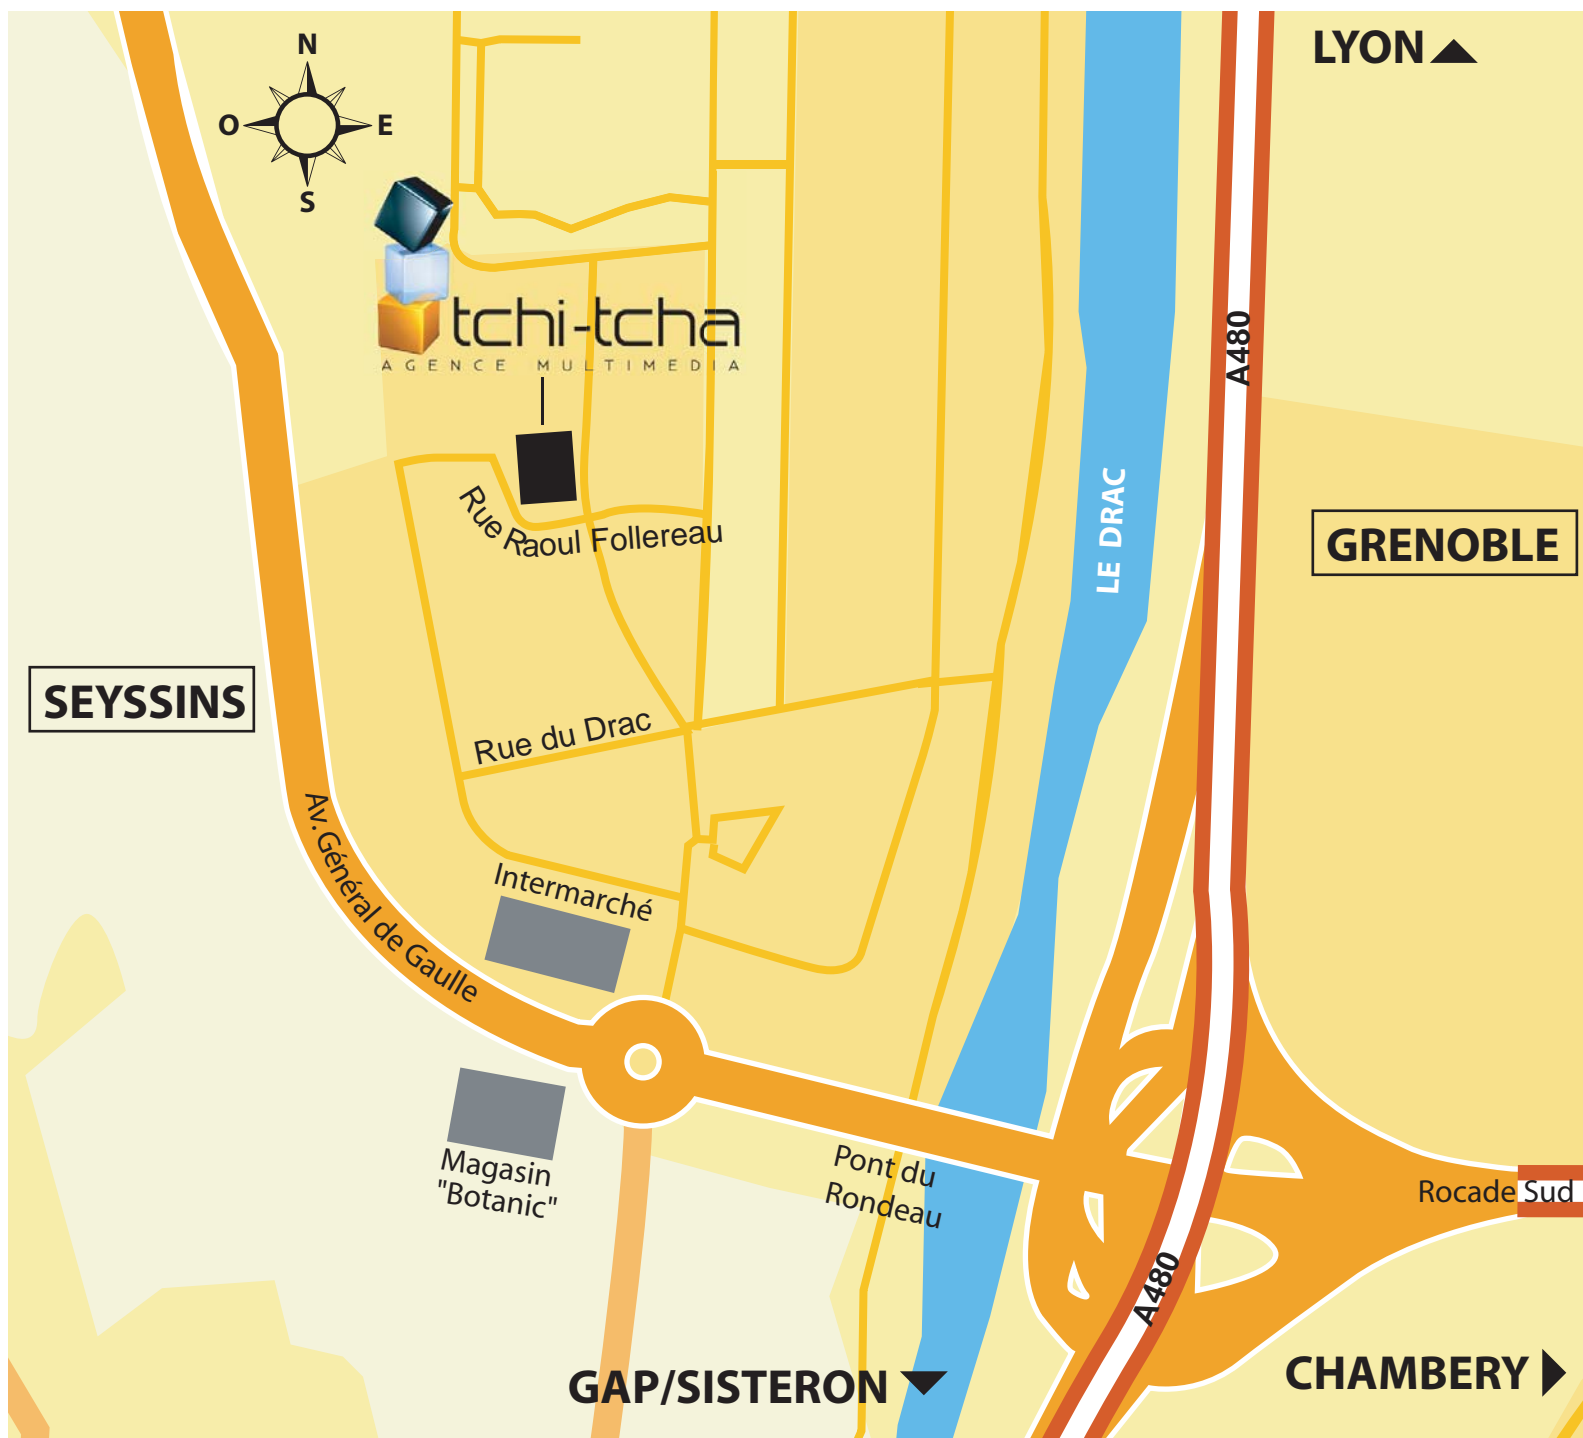 LYON
N
O
E
S
tchi-tcha
AGENCE MULTIMEDIA
A480
LE DRAC
Rue Raoul Follereau
GRENOBLE
SEYSSINS
Rue du Drac
Av. Général de Gaulle
Intermarché
Magasin
"Botanic"
Pont du
Rondeau
Rocade Sud
A480
GAP/SISTERON
CHAMBERY